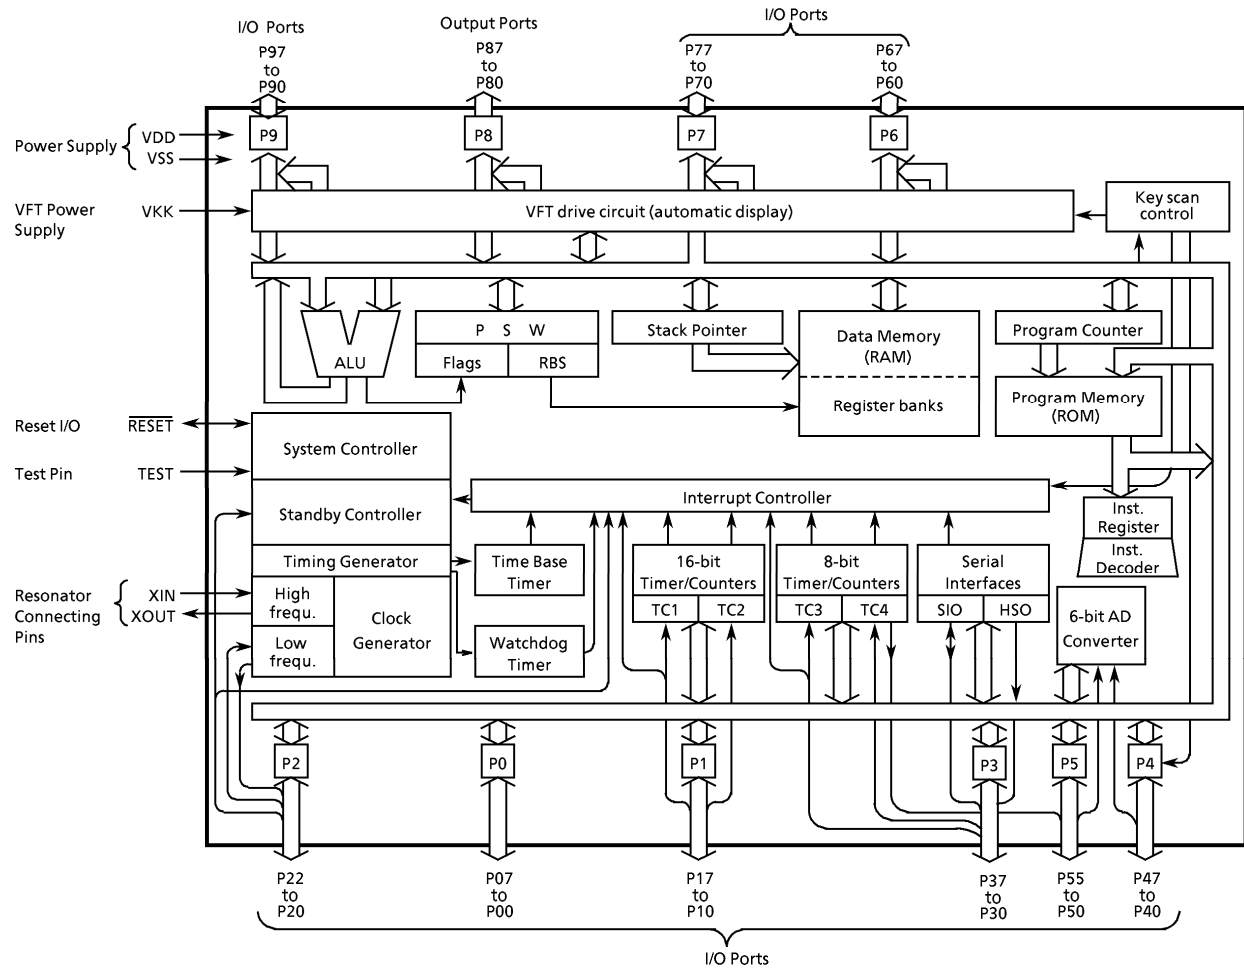 I/O Ports
Output Ports
I/O Ports
P97
to
P90
P87
to
P80
P77
to
P70
P67
to
P60
Power Supply
VDD
VSS
P9
P8
P7
P6
VFT Power
Supply
VKK
VFT drive circuit (automatic display)
Key scan
control
ALU
P S W
Flags
RBS
Stack Pointer
Data Memory
(RAM)
Register banks
Program Counter
Program Memory
(ROM)
Reset I/O
RESET
Test Pin
TEST
System Controller
Standby Controller
Timing Generator
High
frequ.
Low
frequ.
Clock
Generator
Interrupt Controller
Time Base
Timer
Watchdog
Timer
16-bit
Timer/Counters
TC1
TC2
8-bit
Timer/Counters
TC3
TC4
Serial
Interfaces
SIO
HSO
Inst.
Register
Inst.
Decoder
6-bit AD
Converter
Resonator
Connecting
Pins
XIN
XOUT
P2
P0
P1
P3
P5
P4
P22
to
P20
P07
to
P00
P17
to
P10
P37
to
P30
P55
to
P50
P47
to
P40
I/O Ports